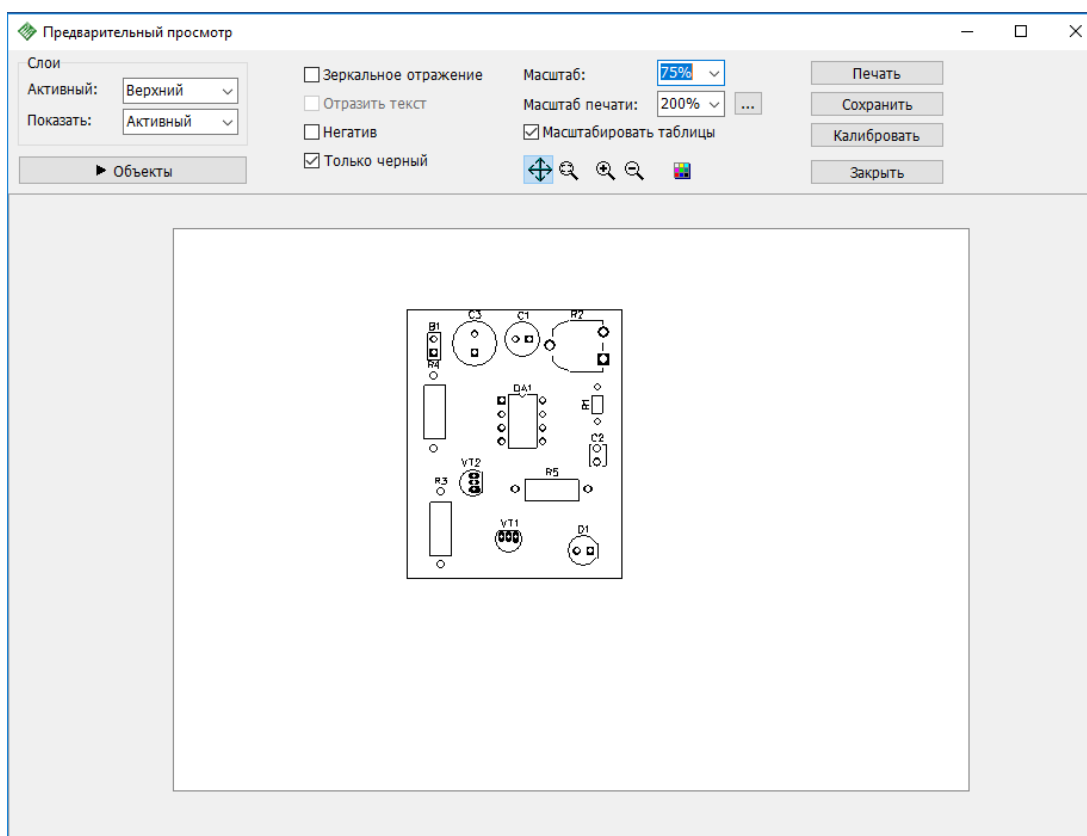 Предварительный просмотр
Слои
Активный: Верхний
Показать: Активный
Объекты
Зеркальное отражение
Отразить текст
Негатив
Только черный
Масштаб: 75%
Масштаб печати: 200% ...
Масштабировать таблицы
Печать
Сохранить
Калибровать
Закрыть
B1 C3 C1 R2
R4
DA1
R1
C2
VT2
R3 R5
VT1 D1